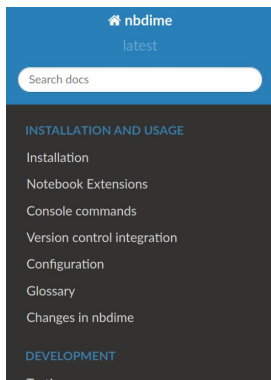 nbdime
latest
Search docs
INSTALLATION AND USAGE
Installation
Notebook Extensions
Console commands
Version control integration
Configuration
Glossary
Changes in nbdime
DEVELOPMENT